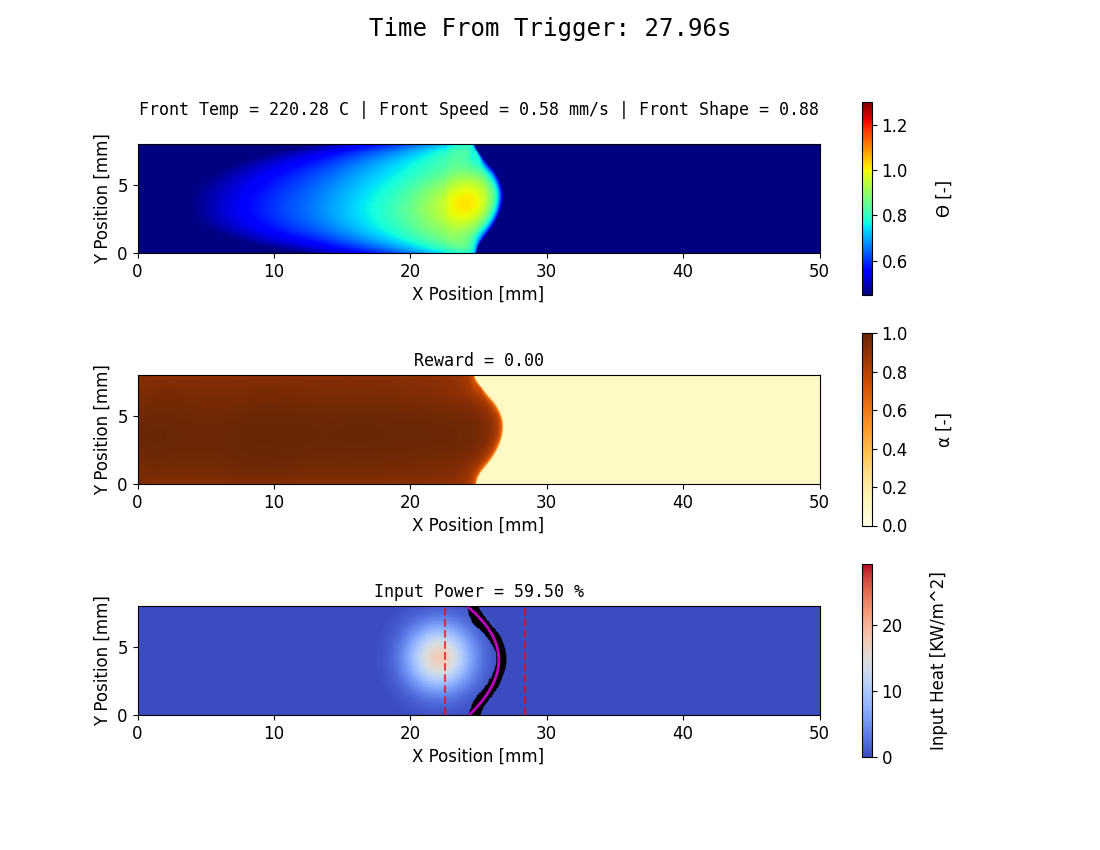 Time From Trigger: 27.96s
Front Temp = 220.28 C | Front Speed = 0.58 mm/s | Front Shape = 0.88
Y Position [mm]
5
0
0 10 20 30 40 50
X Position [mm]
1.2
1.0
0.8
0.6
Θ [-]
Reward = 0.00
Y Position [mm]
5
0
0 10 20 30 40 50
X Position [mm]
1.0
0.8
0.6
0.4
0.2
0.0
α [-]
Input Power = 59.50 %
Y Position [mm]
5
0
0 10 20 30 40 50
X Position [mm]
20
10
0
Input Heat [KW/m^2]